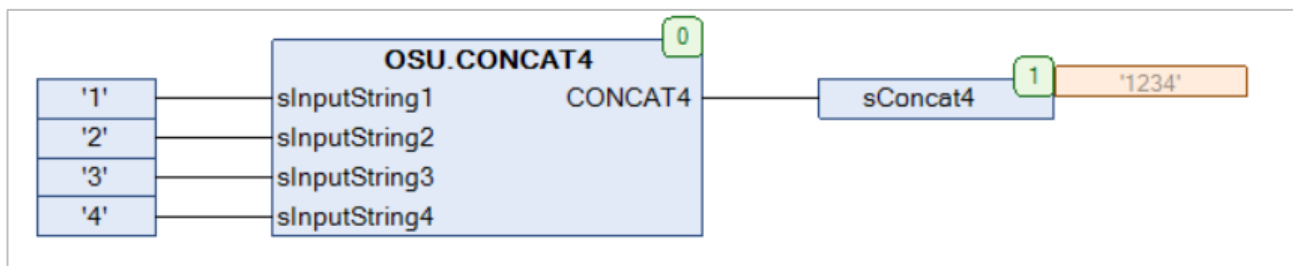 0
OSU.CONCAT4
'1' sInputString1 CONCAT4 sConcat4 1 '1234'
'2' sInputString2
'3' sInputString3
'4' sInputString4